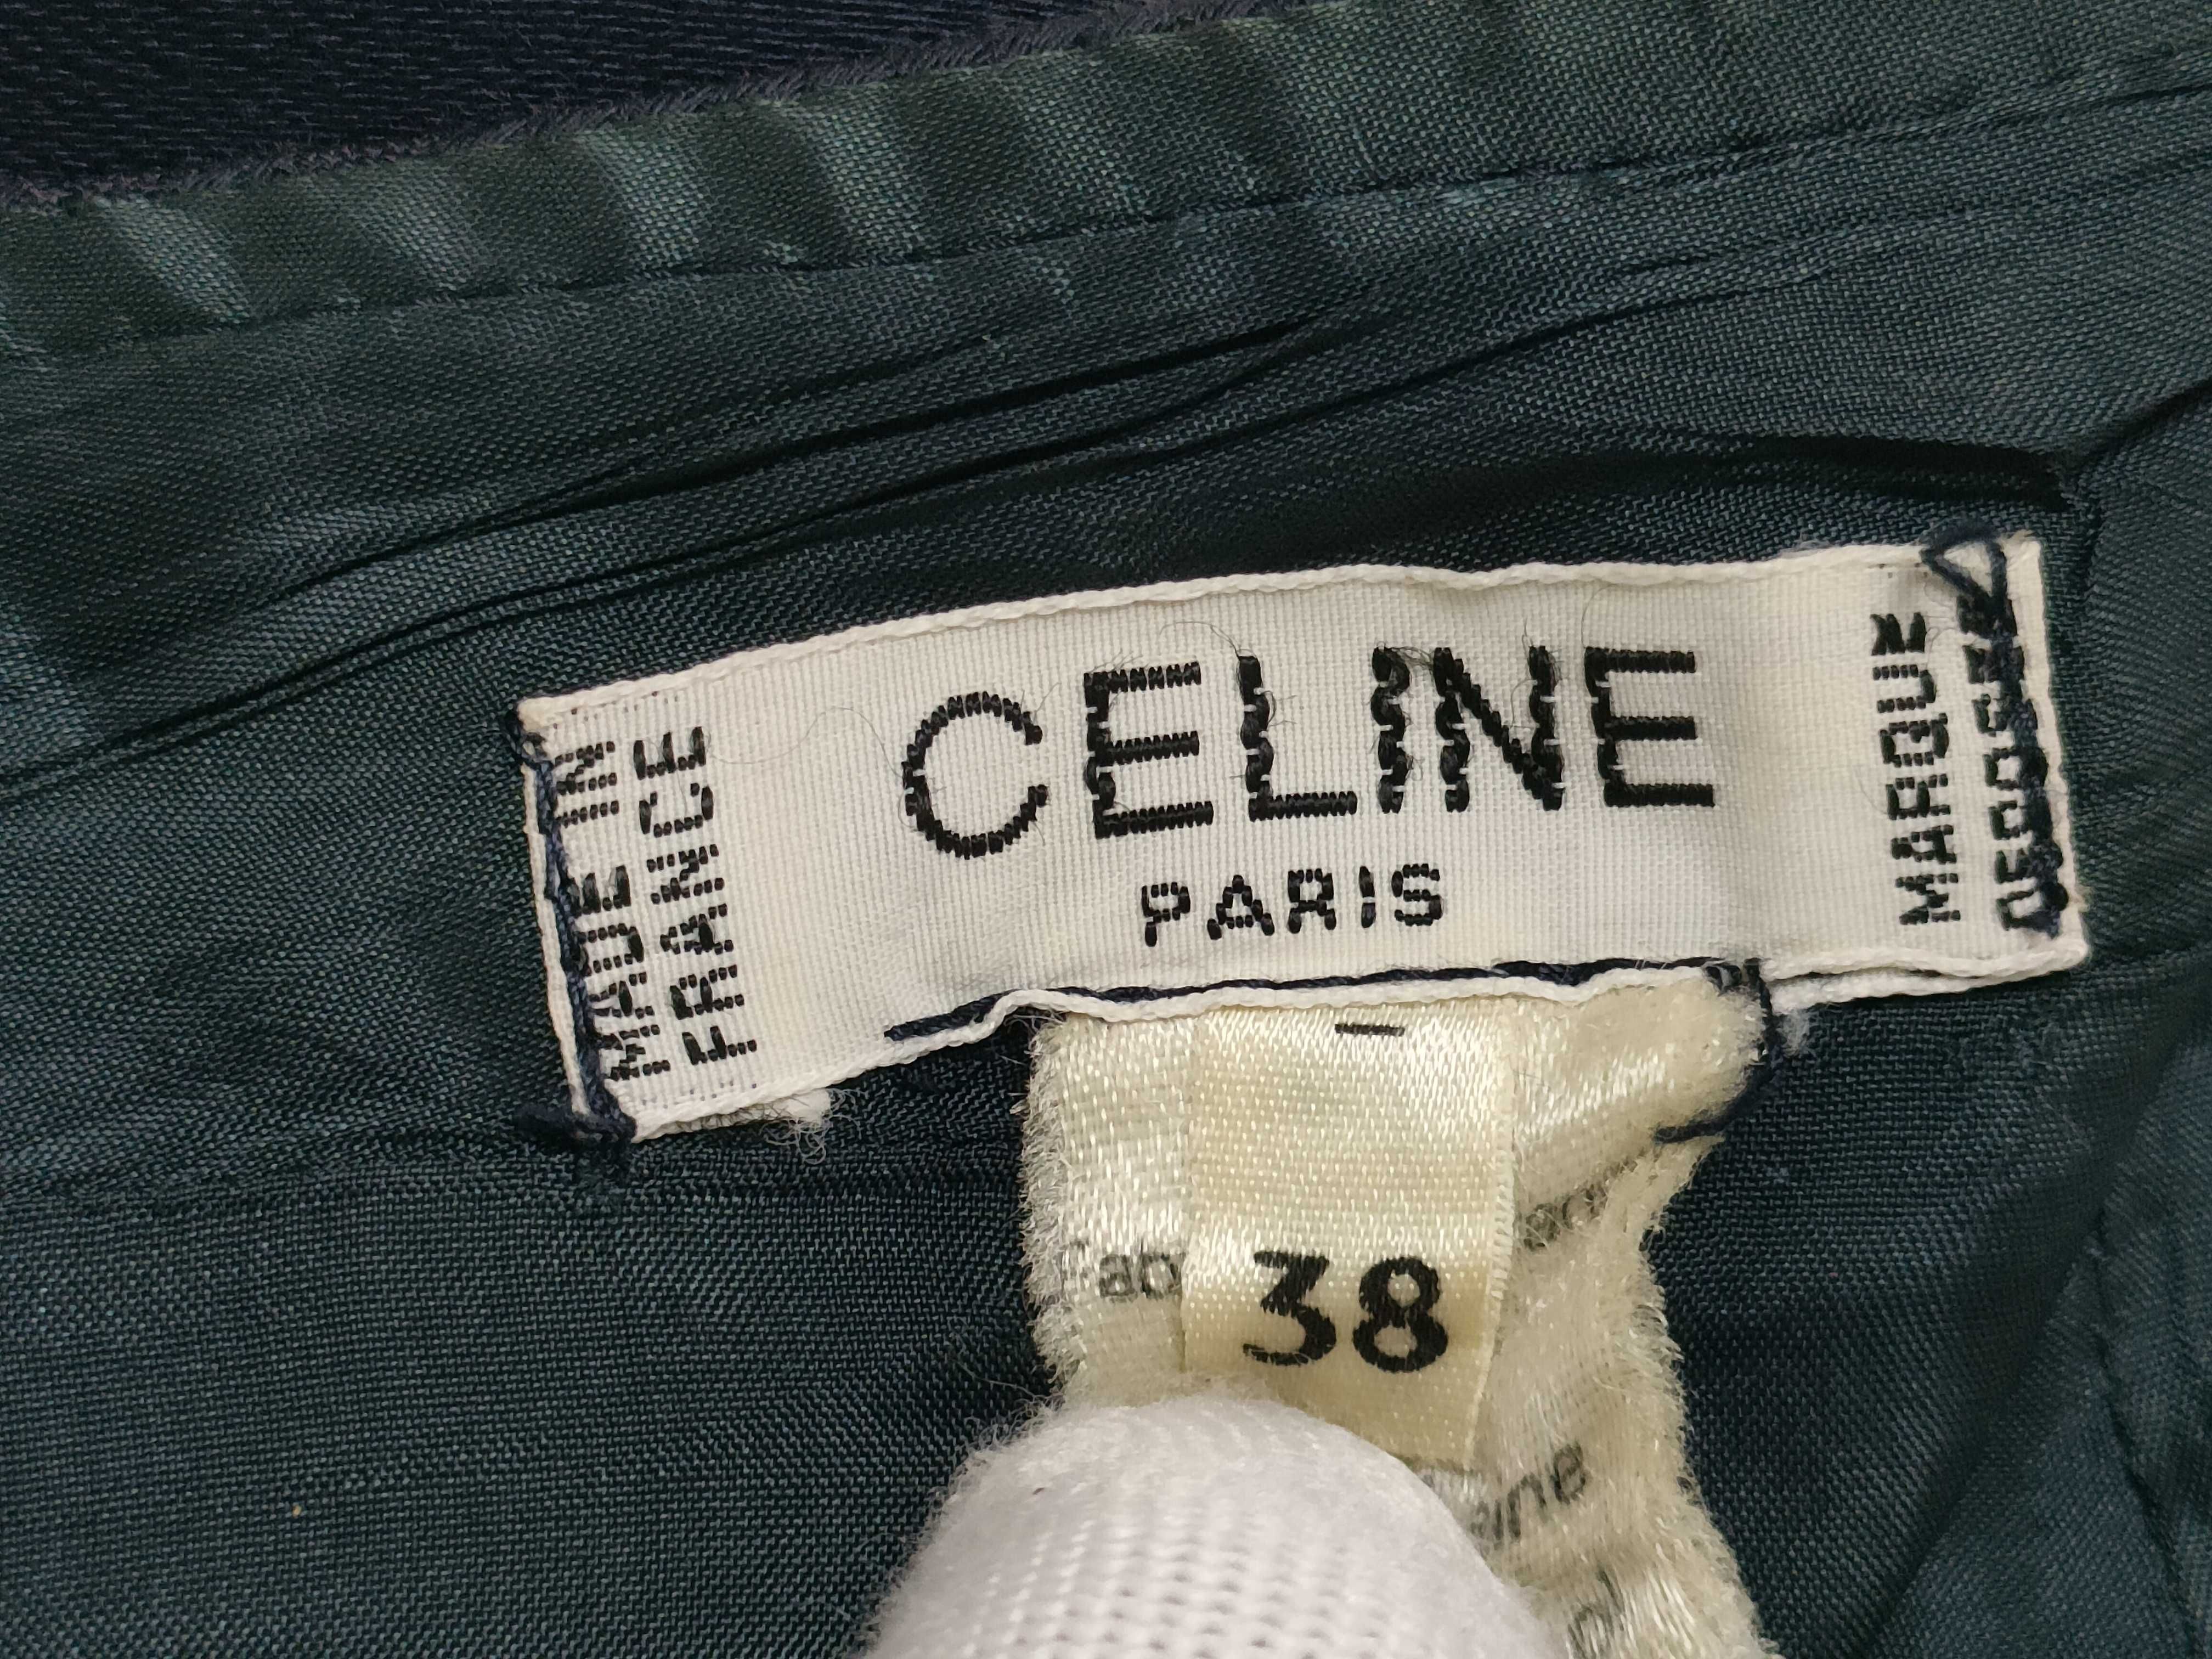 MADE IN
FRANCE
CELINE
PARIS
MARQUE
DEPOSEE
38